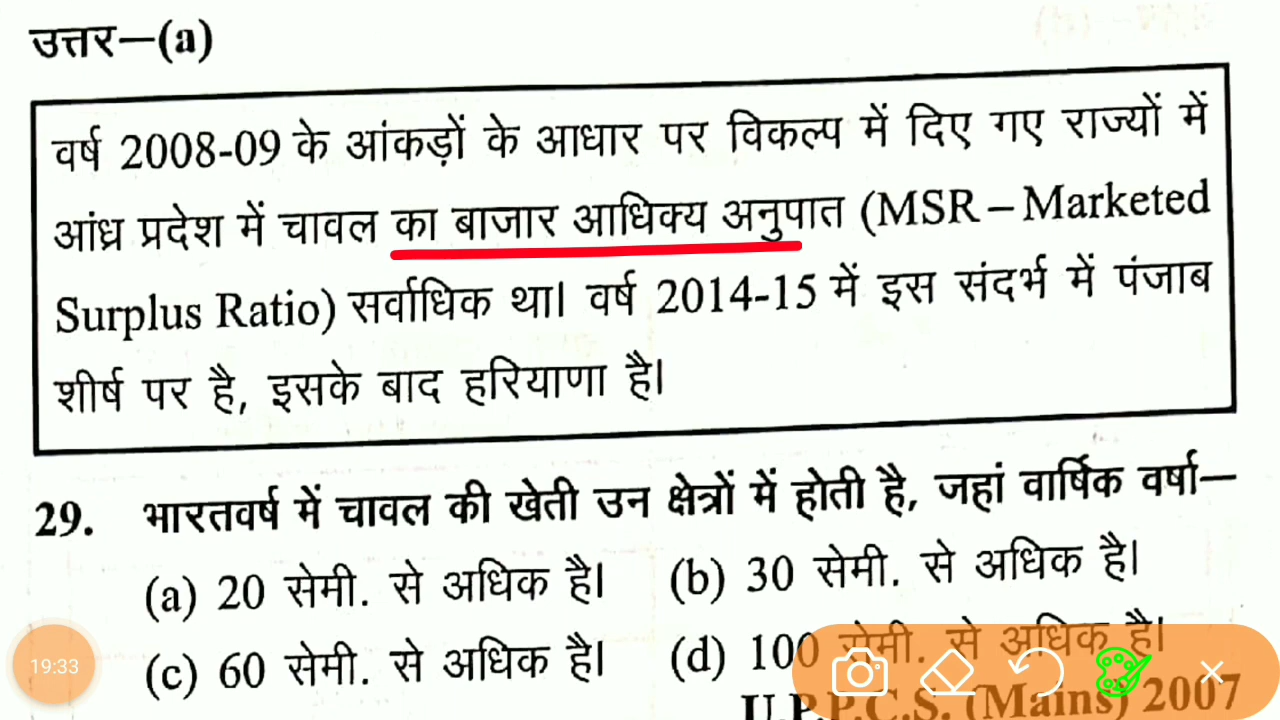 उत्तर—(a)
वर्ष 2008-09 के आंकड़ों के आधार पर विकल्प में दिए गए राज्यों में
आंध्र प्रदेश में चावल का बाजार आधिक्य अनुपात (MSR – Marketed
Surplus Ratio) सर्वाधिक था। वर्ष 2014-15 में इस संदर्भ में पंजाब
शीर्ष पर है, इसके बाद हरियाणा है।
29. भारतवर्ष में चावल की खेती उन क्षेत्रों में होती है, जहां वार्षिक वर्षा—
(a) 20 सेमी. से अधिक है। (b) 30 सेमी. से अधिक है।
(c) 60 सेमी. से अधिक है। (d) 100 सेमी. से अधिक है।
U.P.P.C.S. (Mains) 2007
19:33